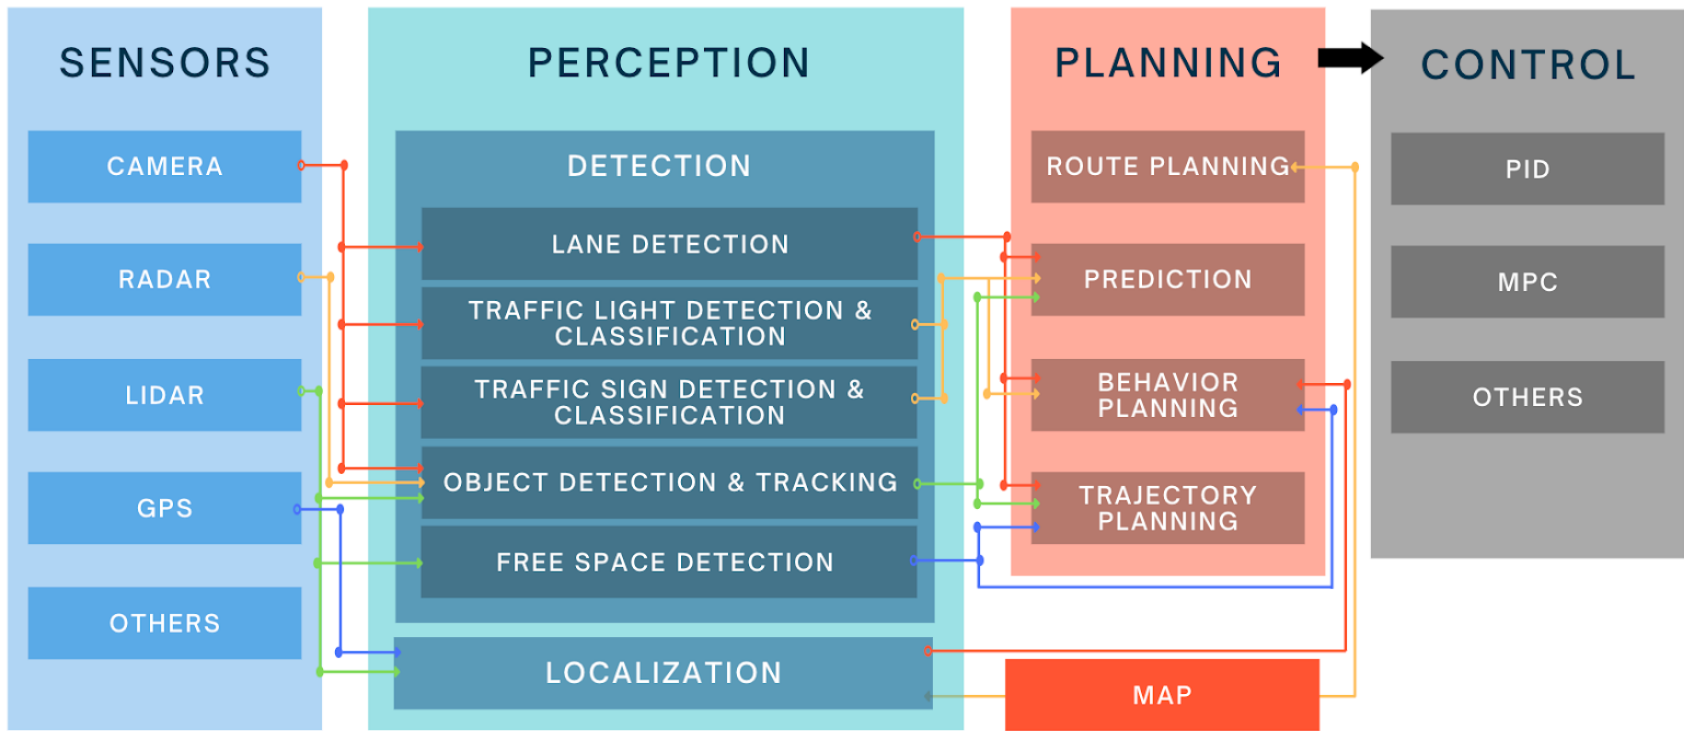 SENSORS
CAMERA
RADAR
LIDAR
GPS
OTHERS
PERCEPTION
DETECTION
LANE DETECTION
TRAFFIC LIGHT DETECTION &
CLASSIFICATION
TRAFFIC SIGN DETECTION &
CLASSIFICATION
OBJECT DETECTION & TRACKING
FREE SPACE DETECTION
LOCALIZATION
PLANNING
ROUTE PLANNING
PREDICTION
BEHAVIOR
PLANNING
TRAJECTORY
PLANNING
MAP
CONTROL
PID
MPC
OTHERS